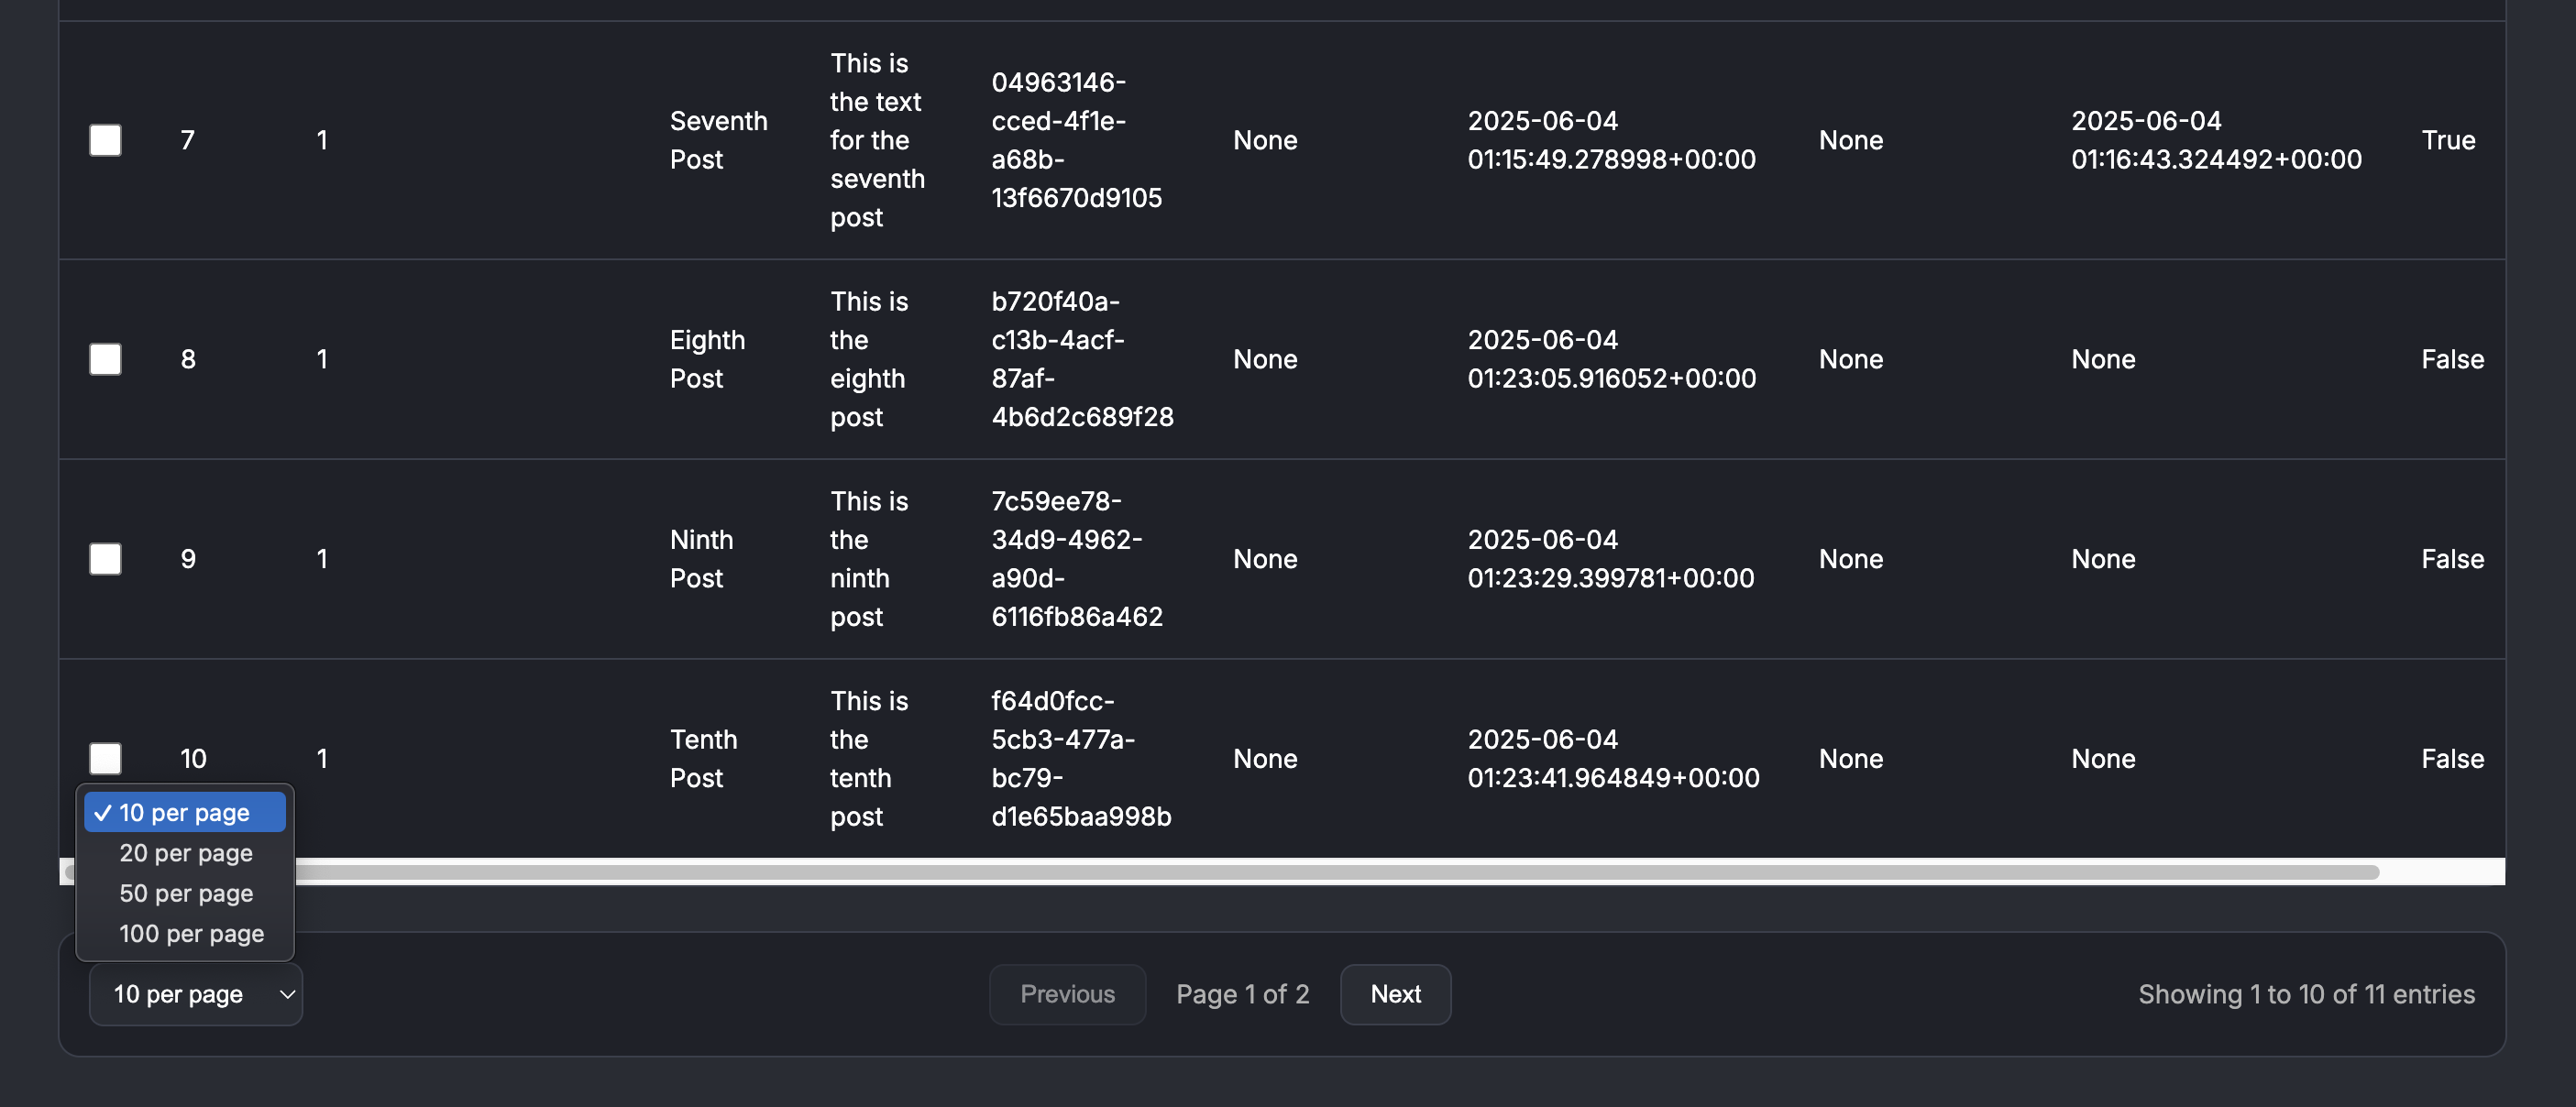 7
1
Seventh
Post
This is
the text
for the
seventh
post
04963146-
cced-4f1e-
a68b-
13f6670d9105
None
2025-06-04
01:15:49.278998+00:00
None
2025-06-04
01:16:43.324492+00:00
True
8
1
Eighth
Post
This is
the
eighth
post
b720f40a-
c13b-4acf-
87af-
4b6d2c689f28
None
2025-06-04
01:23:05.916052+00:00
None
None
False
9
1
Ninth
Post
This is
the
ninth
post
7c59ee78-
34d9-4962-
a90d-
6116fb86a462
None
2025-06-04
01:23:29.399781+00:00
None
None
False
10
1
Tenth
Post
This is
the
tenth
post
f64d0fcc-
5cb3-477a-
bc79-
d1e65baa998b
None
2025-06-04
01:23:41.964849+00:00
None
None
False
10 per page
20 per page
50 per page
100 per page
10 per page
Previous
Page 1 of 2
Next
Showing 1 to 10 of 11 entries